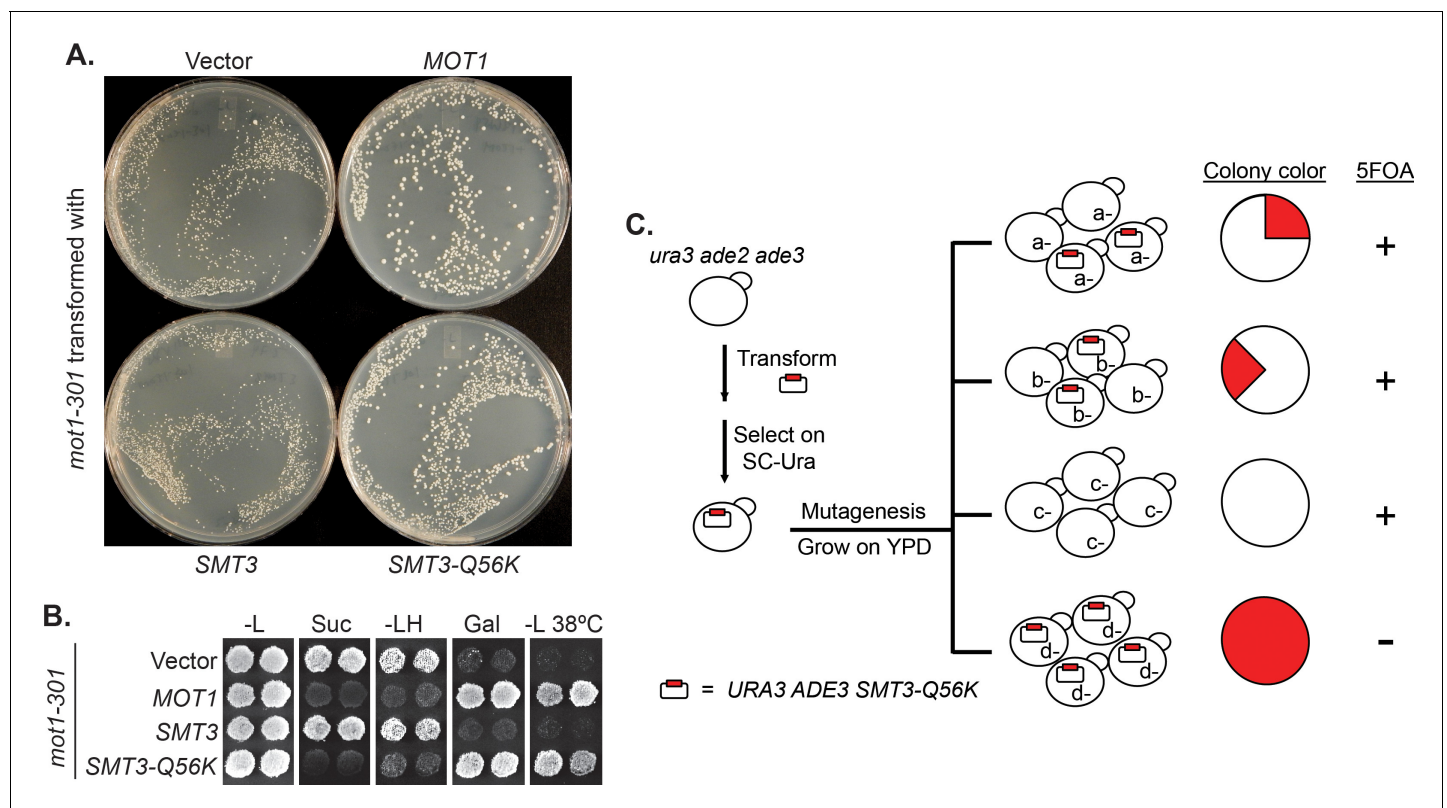 A.
Vector
MOT1
mot1-301 transformed with
SMT3
SMT3-Q56K
B.
-L
Suc
-LH
Gal
-L 38ºC
mot1-301
Vector
MOT1
SMT3
SMT3-Q56K
C.
ura3 ade2 ade3
Transform
Select on
SC-Ura
Mutagenesis
Grow on YPD
= URA3 ADE3 SMT3-Q56K
Colony color
5FOA
a-
a-
a-
a-
+
b-
b-
b-
b-
+
c-
c-
c-
c-
+
d-
d-
d-
d-
-